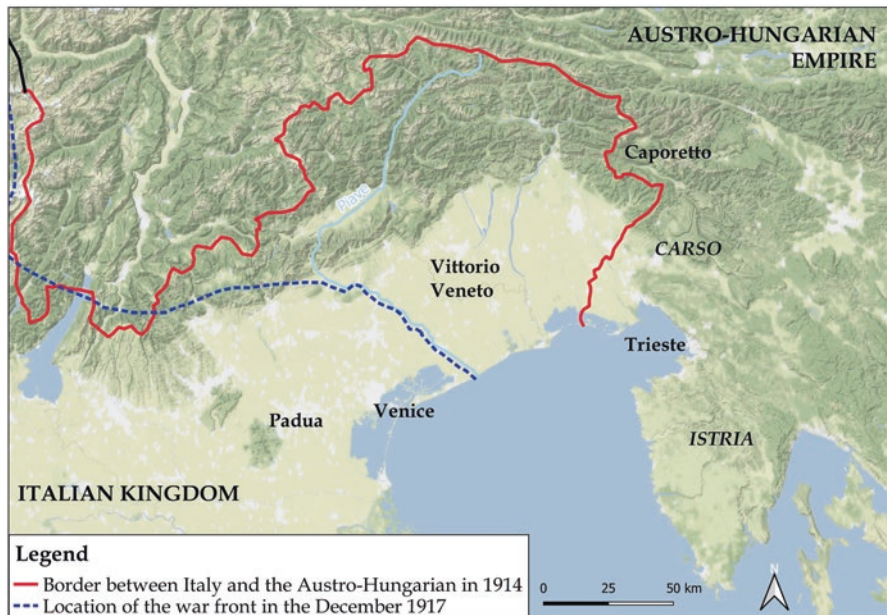 AUSTRO-HUNGARIAN
EMPIRE
Caporetto
Piave
CARSO
Vittorio
Veneto
Trieste
Padua
Venice
ISTRIA
ITALIAN KINGDOM
Legend
Border between Italy and the Austro-Hungarian in 1914
Location of the war front in the December 1917
0 25 50 km
N